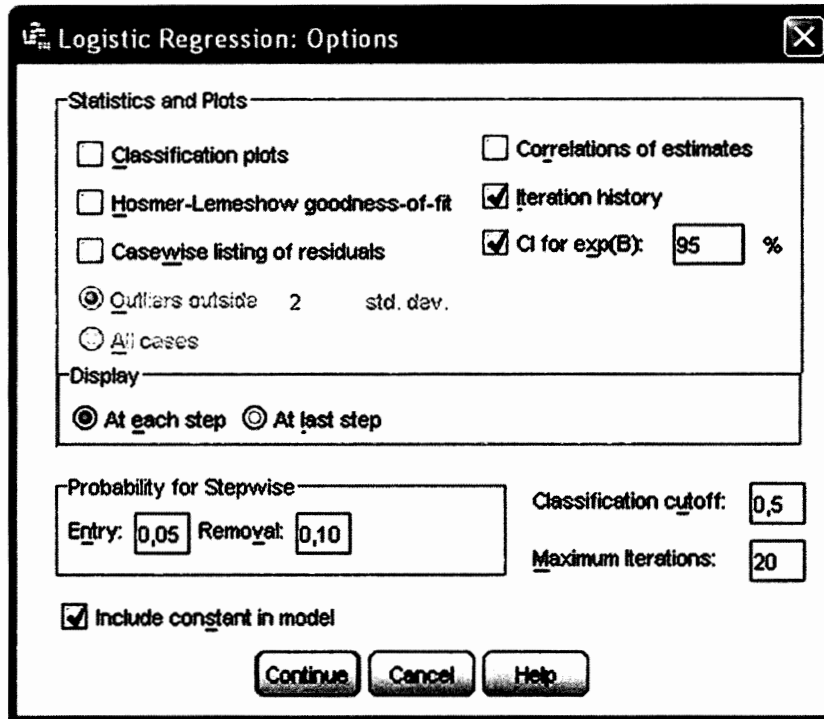 Logistic Regression: Options
Statistics and Plots
Classification plots
Correlations of estimates
Hosmer-Lemeshow goodness-of-fit
Iteration history
Casewise listing of residuals
CI for exp(B): 95 %
Outliers outside 2 std. dev.
All cases
Display
At each step At last step
Probability for Stepwise
Entry: 0,05 Removal: 0,10
Classification cutoff: 0,5
Maximum Iterations: 20
Include constant in model
Continue Cancel Help